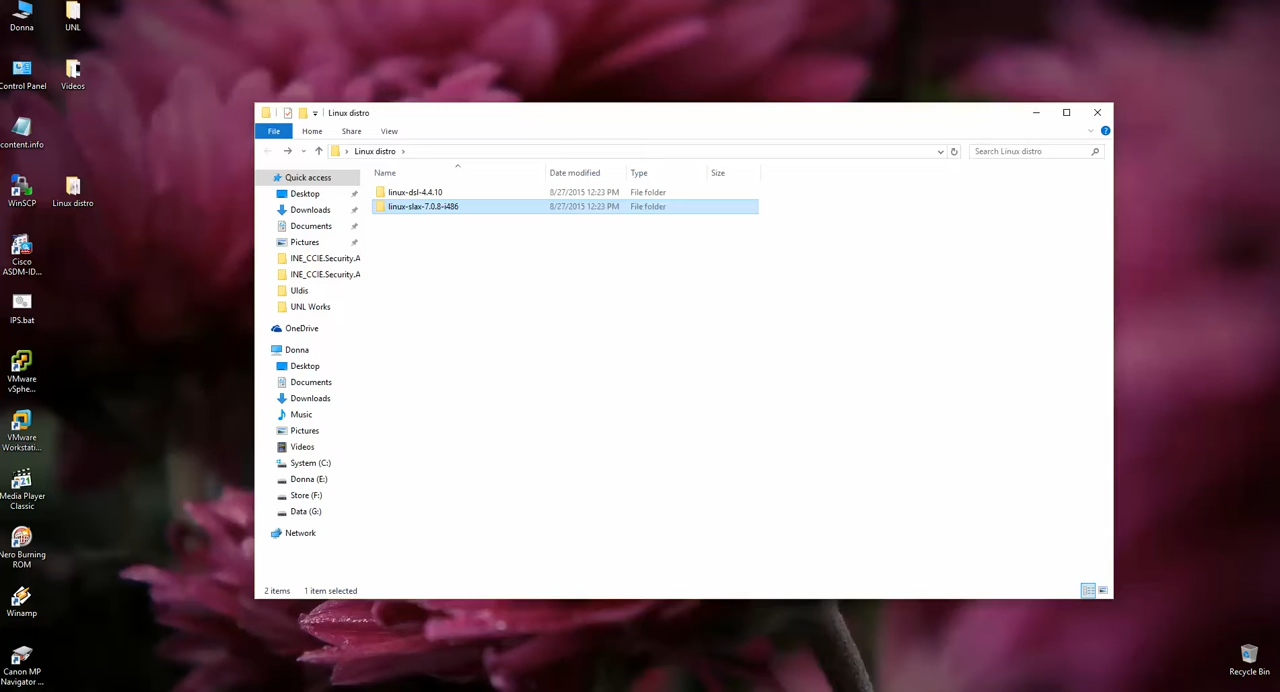 Donna
UNL
Control Panel
Videos
content.info
WinSCP
Linux distro
Cisco
ASDM-ID...
IPS.bat
VMware
vSphe...
VMware
Workstati...
Media Player
Classic
Nero Burning
ROM
Winamp
Canon MP
Navigator ...
Linux distro
File
Home
Share
View
Linux distro
Search Linux distro
Name
Date modified
Type
Size
linux-dsl-4.4.10
8/27/2015 12:23 PM
File folder
linux-slax-7.0.8-i486
8/27/2015 12:23 PM
File folder
Quick access
Desktop
Downloads
Documents
Pictures
INE_CCIE.Security.A
INE_CCIE.Security.A
Uldis
UNL Works
OneDrive
Donna
Desktop
Documents
Downloads
Music
Pictures
Videos
System (C:)
Donna (E:)
Store (F:)
Data (G:)
Network
2 items
1 item selected
Recycle Bin